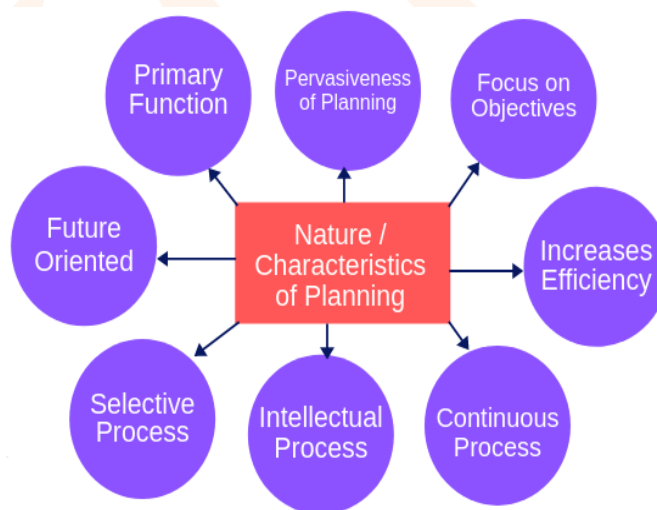 Primary
Function
Pervasiveness
of Planning
Focus on
Objectives
Future
Oriented
Nature /
Characteristics
of Planning
Increases
Efficiency
Selective
Process
Intellectual
Process
Continuous
Process